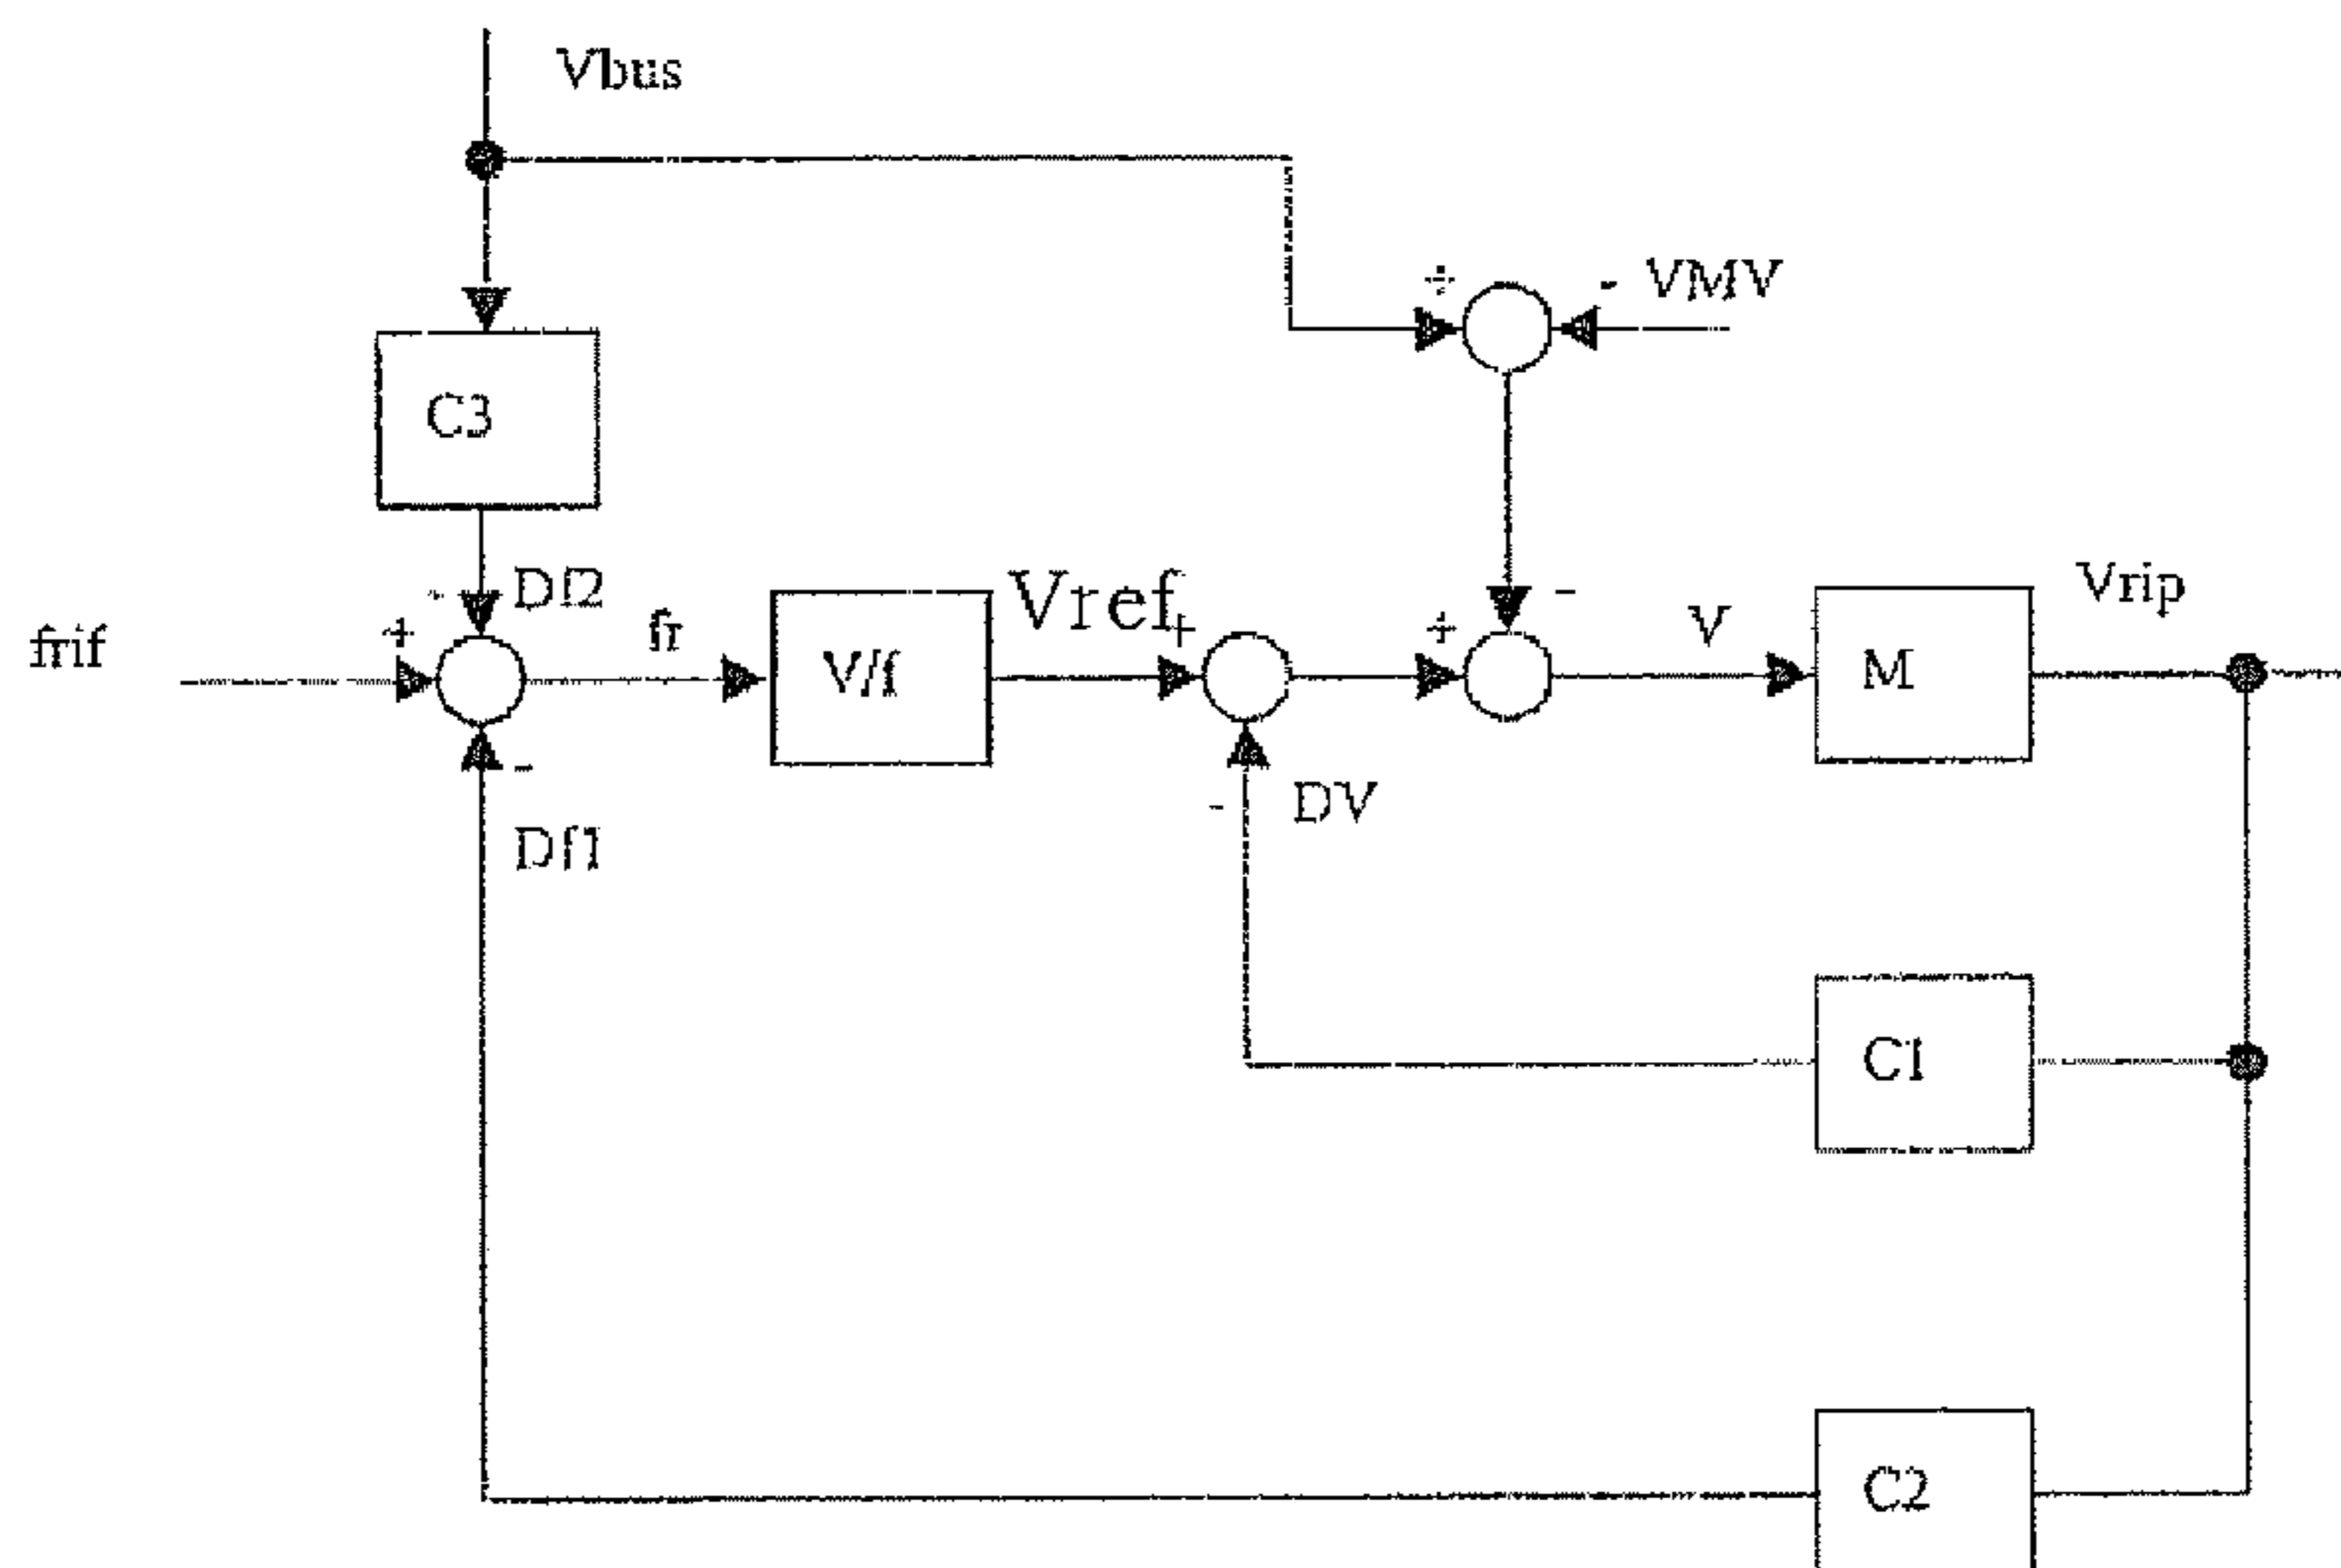 Vbus
+
- VMV
C3
- Df2
frif
+
fr
V/f
Vref
+
+
-
V
M
Vrip
-
Df1
-
DV
C1
C2